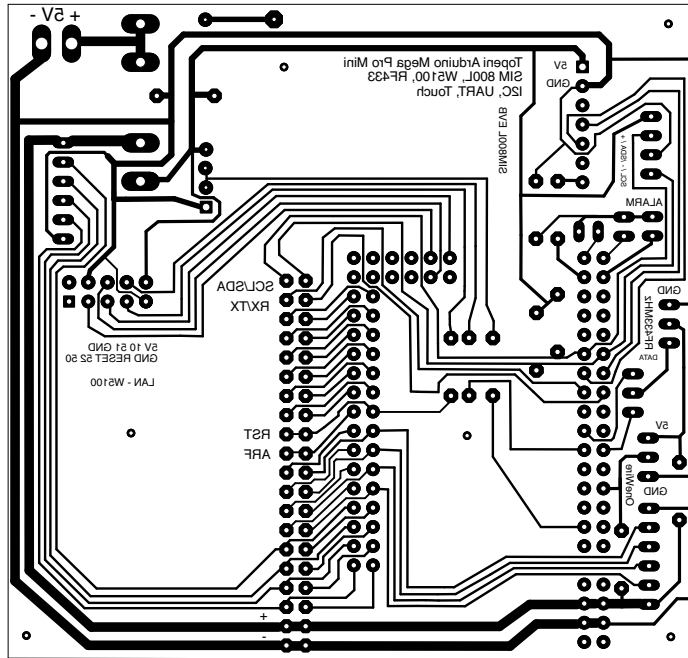 + 5V -
Topeni Arduino Mega Pro Mini
SIM 800L, W5100, RF433
I2C, UART, Touch
5V
GND
SIM800L EVB
SCL/ - /SDA / +
ALARM
SCL/SDA
RX/TX
GND
RF433MHz
DATA
5V 10 51 GND
GND RESET 52 50
LAN - W5100
RST
ARF
5V
OneWire
GND
+
-